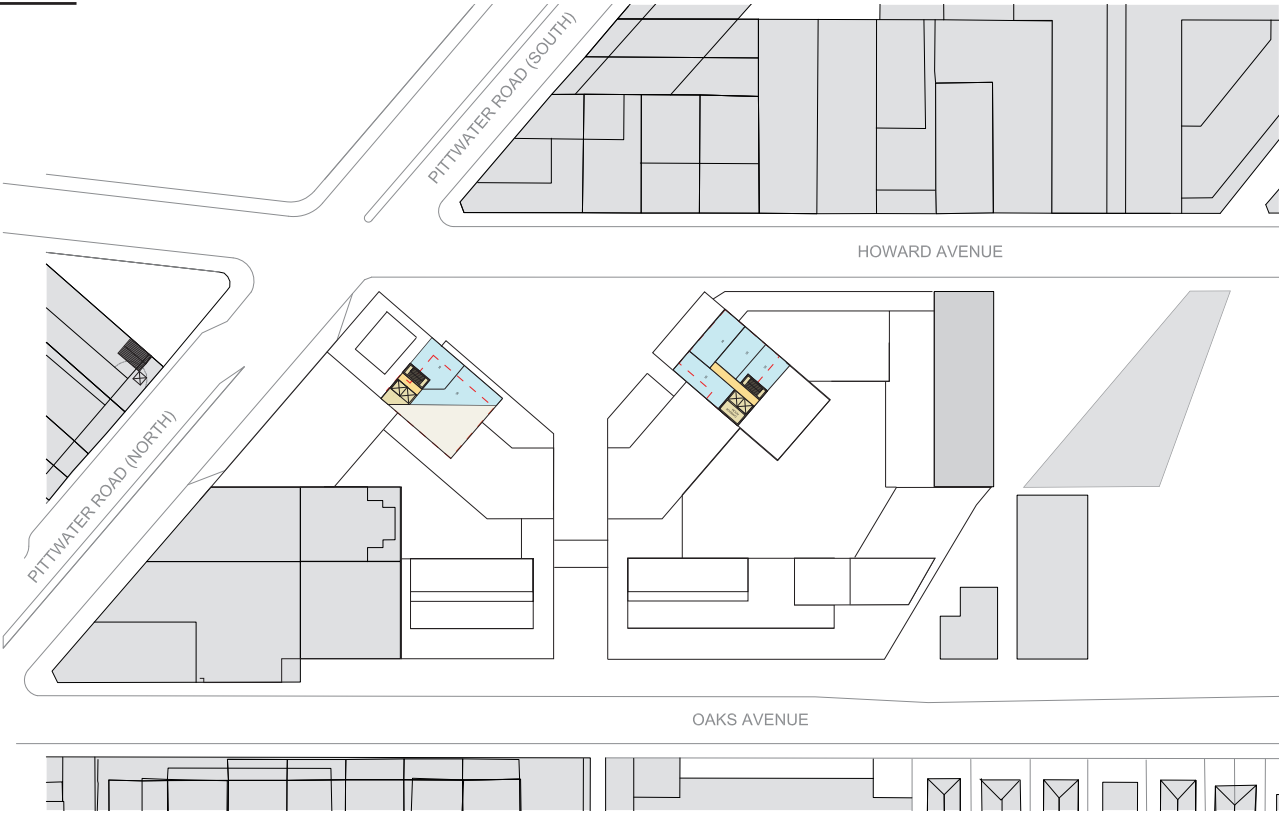 PITTWATER ROAD (SOUTH)
HOWARD AVENUE
PITTWATER ROAD (NORTH)
OAKS AVENUE